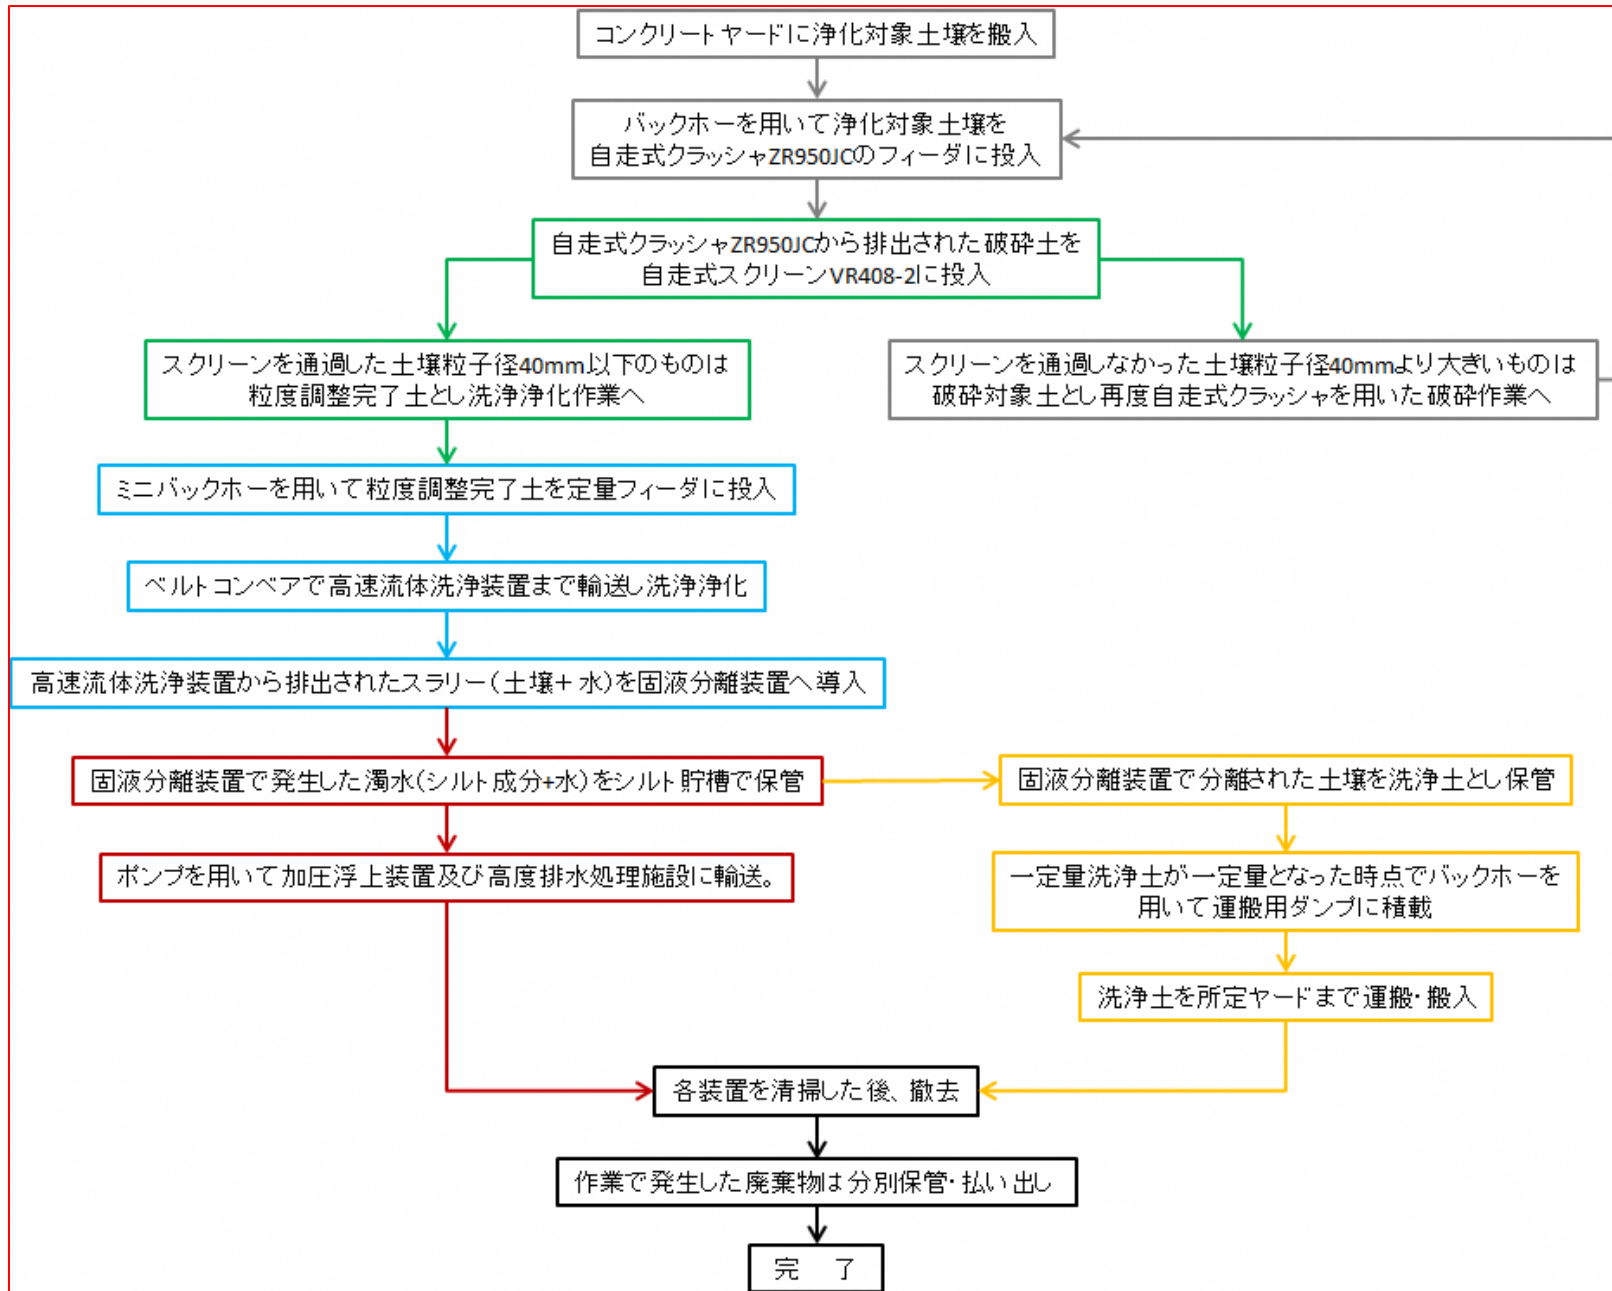 コンクリートヤードに浄化対象土壌を搬入
バックホーを用いて浄化対象土壌を
自走式クラッシャZR950JCのフィーダに投入
自走式クラッシャZR950JCから排出された破砕土を
自走式スクリーンVR408-2に投入
スクリーンを通過した土壌粒子径40mm以下のものは
粒度調整完了土とし洗浄浄化作業へ
スクリーンを通過しなかった土壌粒子径40mmより大きいものは
破砕対象土とし再度自走式クラッシャを用いた破砕作業へ
ミニバックホーを用いて粒度調整完了土を定量フィーダに投入
ベルトコンベアで高速流体洗浄装置まで輸送し洗浄浄化
高速流体洗浄装置から排出されたスラリー(土壌+水)を固液分離装置へ導入
固液分離装置で発生した濁水(シルト成分+水)をシルト貯槽で保管
固液分離装置で分離された土壌を洗浄土とし保管
ポンプを用いて加圧浮上装置及び高度排水処理施設に輸送。
一定量洗浄土が一定量となった時点でバックホーを
用いて運搬用ダンプに積載
洗浄土を所定ヤードまで運搬・搬入
各装置を清掃した後、撤去
作業で発生した廃棄物は分別保管・払い出し
完　了